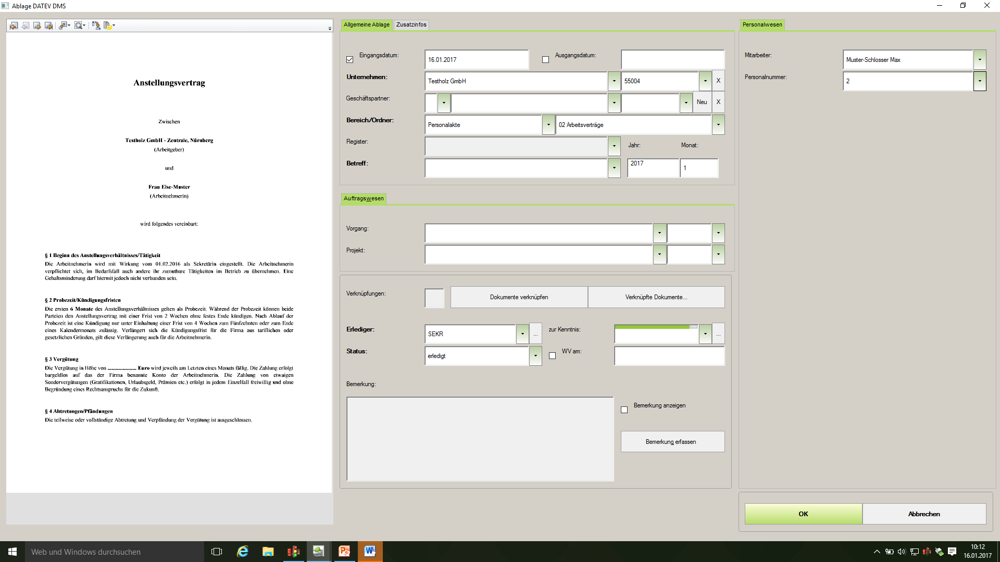 Ablage DATEV DMS
Anstellungsvertrag
Zwischen
Testholz GmbH - Zentrale, Nürnberg
(Arbeitgeber)
und
Frau Else-Muster
(Arbeitnehmerin)
wird folgendes vereinbart:
§ 1 Beginn des Anstellungsverhältnisses/Tätigkeit
Die Arbeitnehmerin wird mit Wirkung vom 01.02.2016 als Sekretärin eingestellt. Die Arbeitnehmerin
verpflichtet sich, im Bedarfsfall auch andere ihr zumutbare Tätigkeiten im Betrieb zu übernehmen. Eine
Gehaltsminderung darf hiermit jedoch nicht verbunden sein.
§ 2 Probezeit/Kündigungsfristen
Die ersten 6 Monate des Anstellungsverhältnisses gelten als Probezeit. Während der Probezeit können beide
Parteien den Anstellungsvertrag mit einer Frist von 2 Wochen ohne festes Ende kündigen. Nach Ablauf der
Probezeit ist eine Kündigung nur unter Einhaltung einer Frist von 4 Wochen zum Fünfzehnten oder zum Ende
eines Kalendermonats zulässig. Verlängert sich die Kündigungsfrist für die Firma aus tariflichen oder
gesetzlichen Gründen, gilt diese Verlängerung auch für die Arbeitnehmerin.
§ 3 Vergütung
Die Vergütung in Höhe von ..................... Euro wird jeweils am Letzten eines Monats fällig. Die Zahlung erfolgt
bargeldlos auf das der Firma benannte Konto der Arbeitnehmerin. Die Zahlung von etwaigen
Sondervergütungen (Gratifikationen, Urlaubsgeld, Prämien etc.) erfolgt in jedem Einzelfall freiwillig und ohne
Begründung eines Rechtsanspruchs für die Zukunft.
§ 4 Abtretungen/Pfändungen
Die teilweise oder vollständige Abtretung und Verpfändung der Vergütung ist ausgeschlossen.
Allgemeine Ablage Zusatzinfos
Eingangsdatum: 16.01.2017 Ausgangsdatum:
Unternehmen: Testholz GmbH 55004 X
Geschäftspartner: Neu X
Bereich/Ordner: Personalakte 02 Arbeitsverträge
Register: Jahr: Monat:
Betreff: 2017 1
Auftragswesen
Vorgang:
Projekt:
Verknüpfungen: Dokumente verknüpfen Verknüpfte Dokumente...
Erlediger: SEKR ... zur Kenntnis: ...
Status: erledigt WV am:
Bemerkung:
Bemerkung anzeigen
Bemerkung erfassen
Personalwesen
Mitarbeiter: Muster-Schlosser Max
Personalnummer: 2
OK Abbrechen
Web und Windows durchsuchen
10:12
16.01.2017